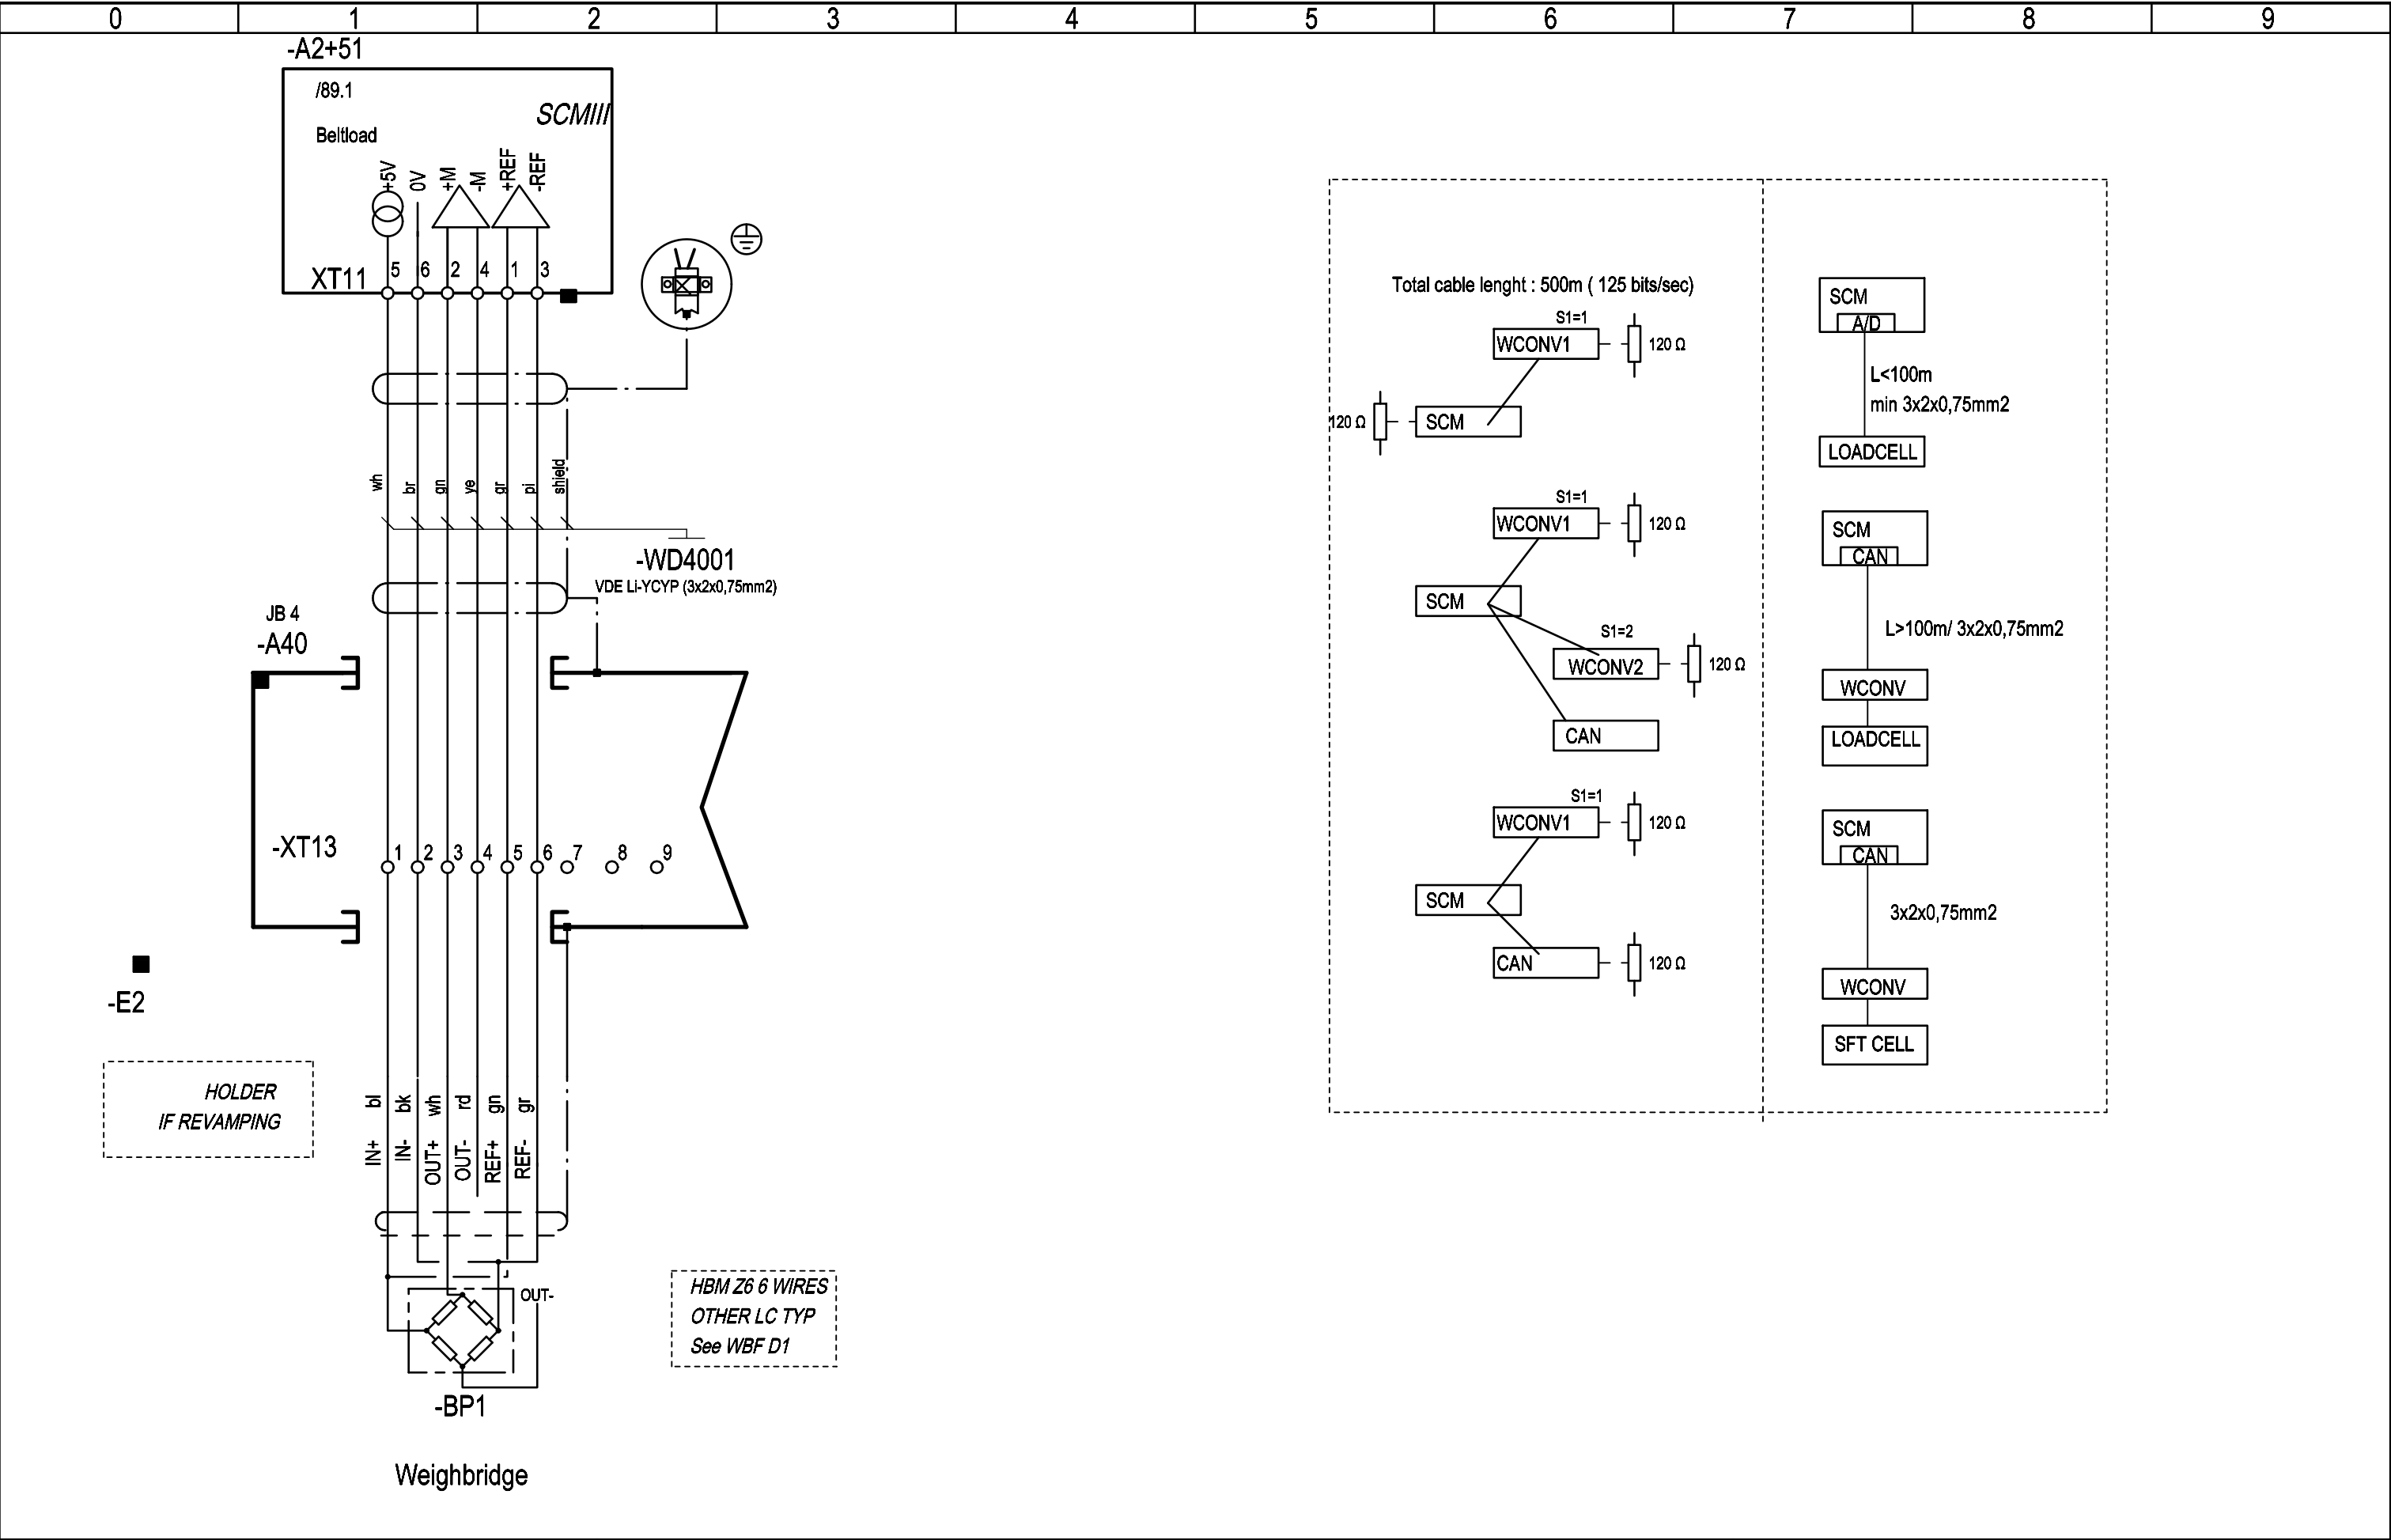 0 1 2 3 4 5 6 7 8 9
-A2+51
/89.1
SCMIII
Beltload
+5V 0V +M -M +REF -REF
XT11 5 6 2 4 1 3
wh br gn ye gr pi shield
-WD4001
VDE Li-YCYP (3x2x0,75mm2)
JB 4
-A40
-XT13 1 2 3 4 5 6 7 8 9
-E2
HOLDER
IF REVAMPING
bl bk wh rd gn gr
IN+ IN- OUT+ OUT- REF+ REF-
OUT-
HBM Z6 6 WIRES
OTHER LC TYP
See WBF D1
-BP1
Weighbridge
Total cable lenght : 500m ( 125 bits/sec)
S1=1
WCONV1 120 Ω
120 Ω SCM
S1=1
WCONV1 120 Ω
SCM
S1=2
WCONV2 120 Ω
CAN
S1=1
WCONV1 120 Ω
SCM
CAN 120 Ω
SCM
A/D
L<100m
min 3x2x0,75mm2
LOADCELL
SCM
CAN
L>100m/ 3x2x0,75mm2
WCONV
LOADCELL
SCM
CAN
3x2x0,75mm2
WCONV
SFT CELL